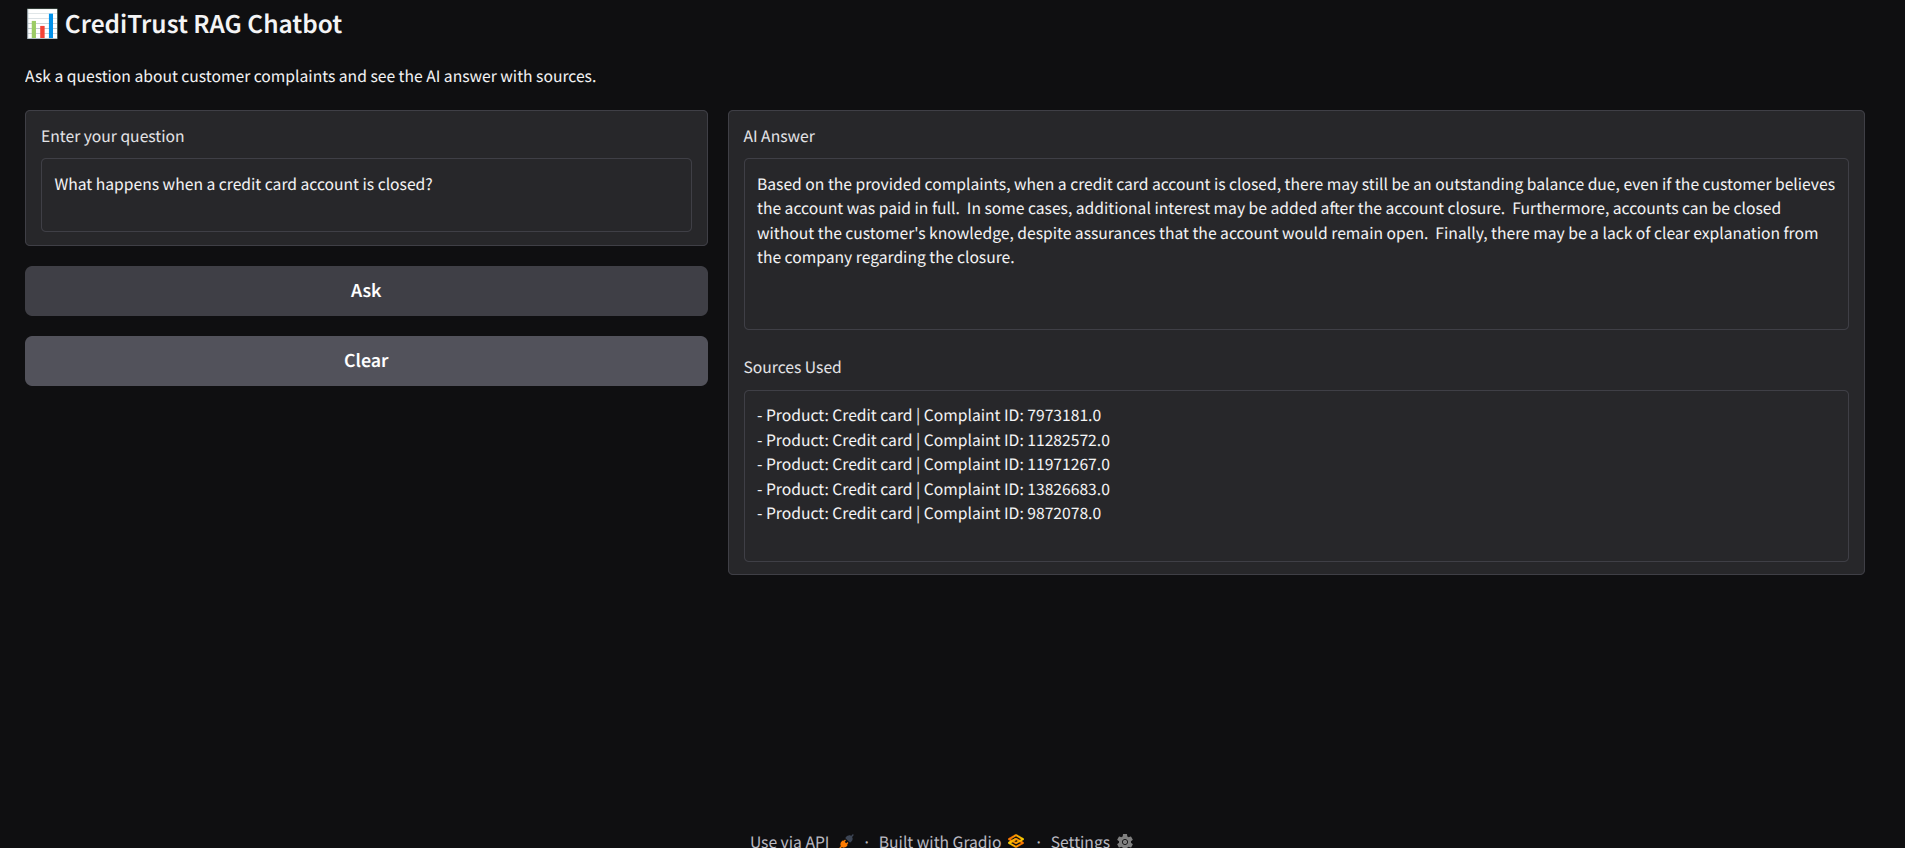 CrediTrust RAG Chatbot
Ask a question about customer complaints and see the AI answer with sources.
Enter your question
What happens when a credit card account is closed?
Ask
Clear
AI Answer
Based on the provided complaints, when a credit card account is closed, there may still be an outstanding balance due, even if the customer believes
the account was paid in full.  In some cases, additional interest may be added after the account closure.  Furthermore, accounts can be closed
without the customer's knowledge, despite assurances that the account would remain open.  Finally, there may be a lack of clear explanation from
the company regarding the closure.
Sources Used
- Product: Credit card | Complaint ID: 7973181.0
- Product: Credit card | Complaint ID: 11282572.0
- Product: Credit card | Complaint ID: 11971267.0
- Product: Credit card | Complaint ID: 13826683.0
- Product: Credit card | Complaint ID: 9872078.0
Use via API · Built with Gradio · Settings